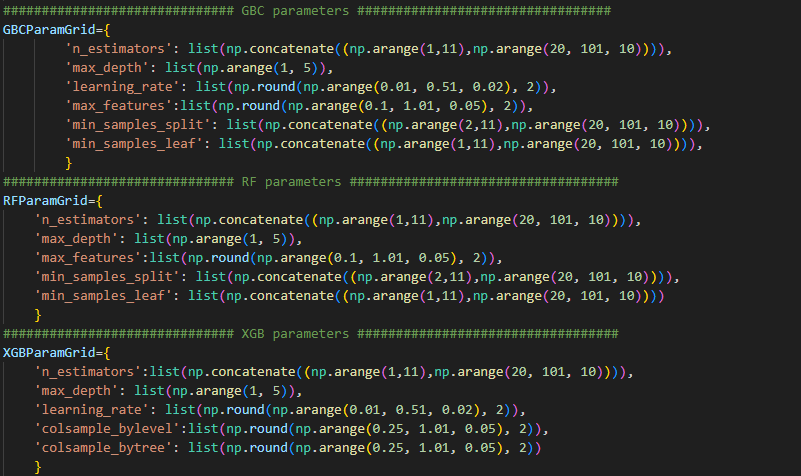 ############################## GBC parameters #################################
GBCParamGrid={
        'n_estimators': list(np.concatenate((np.arange(1,11),np.arange(20, 101, 10)))),
        'max_depth': list(np.arange(1, 5)),
        'learning_rate': list(np.round(np.arange(0.01, 0.51, 0.02), 2)),
        'max_features':list(np.round(np.arange(0.1, 1.01, 0.05), 2)),
        'min_samples_split': list(np.concatenate((np.arange(2,11),np.arange(20, 101, 10)))),
        'min_samples_leaf': list(np.concatenate((np.arange(1,11),np.arange(20, 101, 10)))),
        }
############################## RF parameters ###################################
RFParamGrid={
    'n_estimators': list(np.concatenate((np.arange(1,11),np.arange(20, 101, 10)))),
    'max_depth': list(np.arange(1, 5)),
    'max_features':list(np.round(np.arange(0.1, 1.01, 0.05), 2)),
    'min_samples_split': list(np.concatenate((np.arange(2,11),np.arange(20, 101, 10)))),
    'min_samples_leaf': list(np.concatenate((np.arange(1,11),np.arange(20, 101, 10))))
    }
############################## XGB parameters ##################################
XGBParamGrid={
    'n_estimators':list(np.concatenate((np.arange(1,11),np.arange(20, 101, 10)))),
    'max_depth': list(np.arange(1, 5)),
    'learning_rate': list(np.round(np.arange(0.01, 0.51, 0.02), 2)),
    'colsample_bylevel':list(np.round(np.arange(0.25, 1.01, 0.05), 2)),
    'colsample_bytree': list(np.round(np.arange(0.25, 1.01, 0.05), 2))
    }